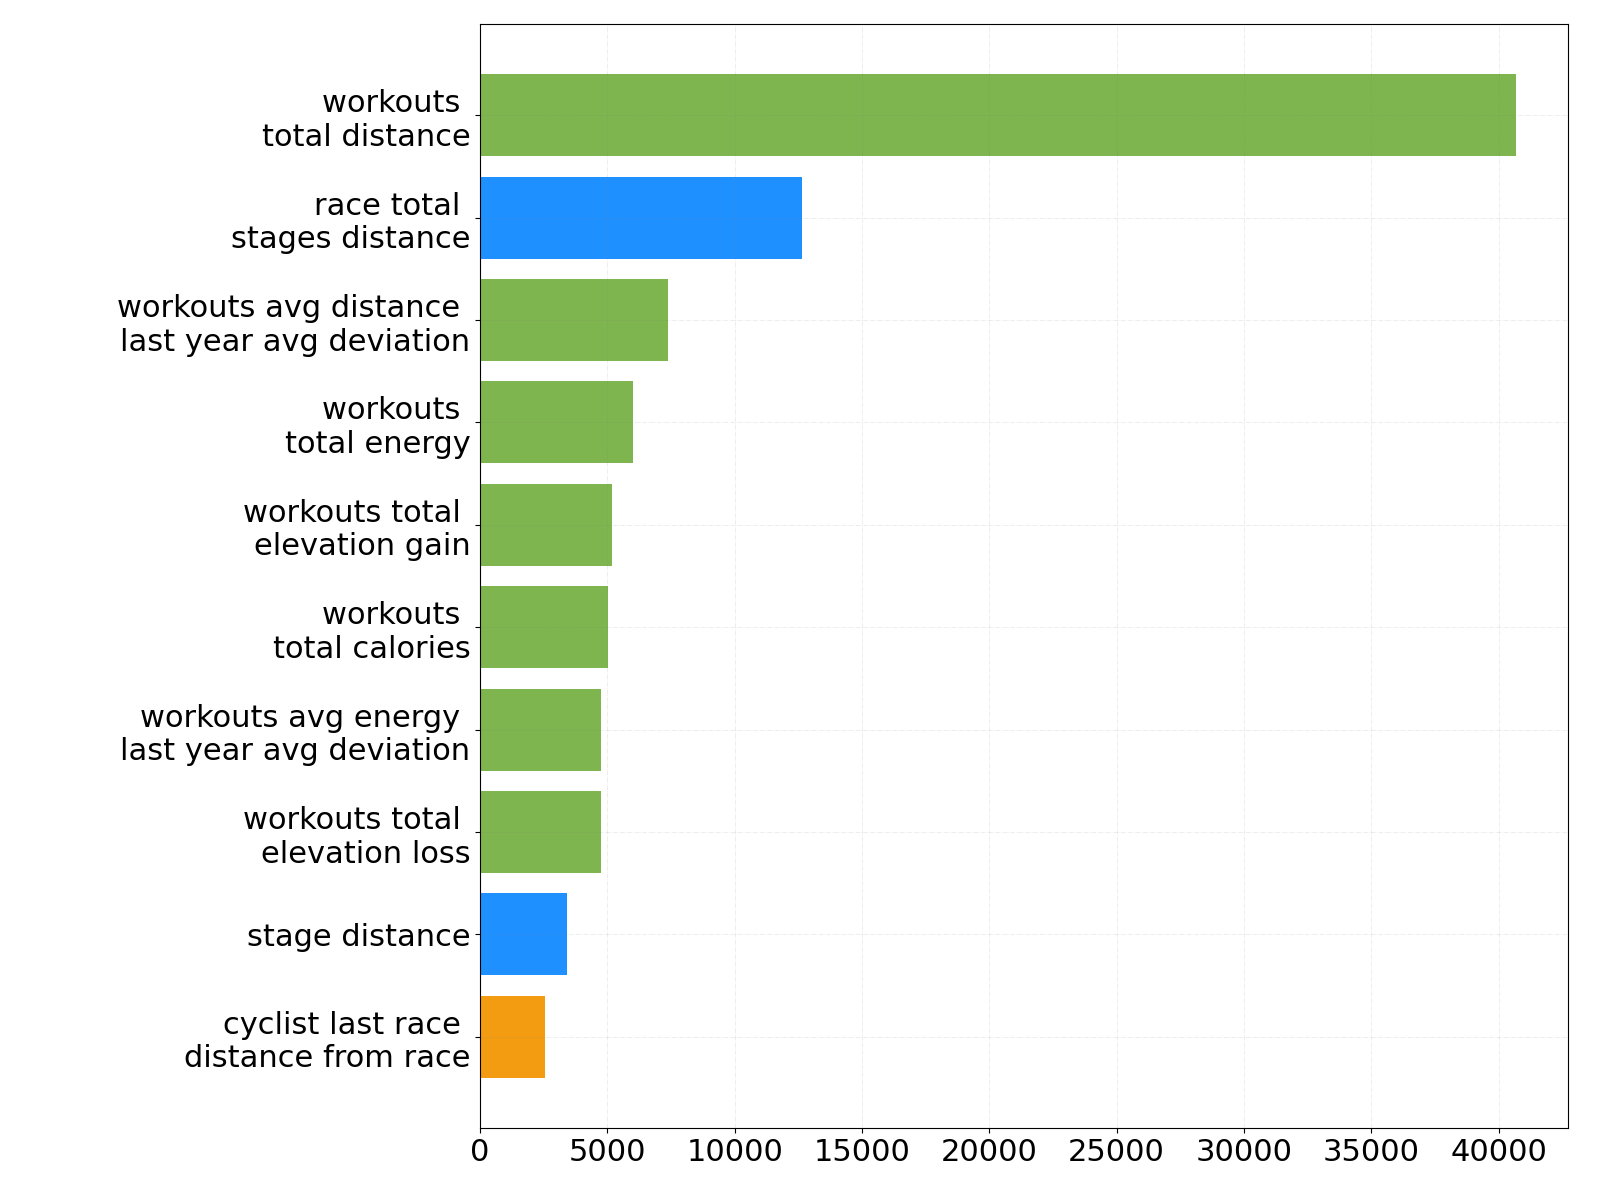 workouts
total distance
race total
stages distance
workouts avg distance
last year avg deviation
workouts
total energy
workouts total
elevation gain
workouts
total calories
workouts avg energy
last year avg deviation
workouts total
elevation loss
stage distance
cyclist last race
distance from race
0 5000 10000 15000 20000 25000 30000 35000 40000